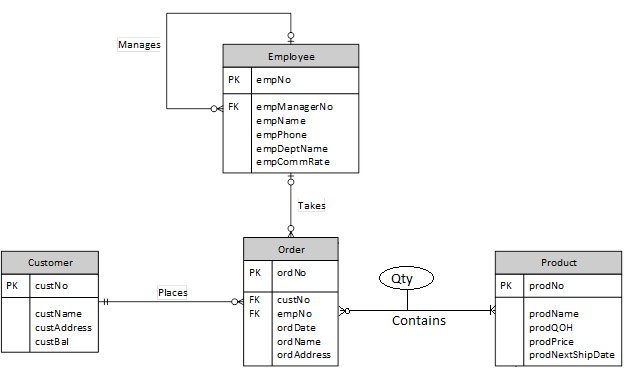 Manages
Employee
PK empNo
FK empManagerNo
empName
empPhone
empDeptName
empCommRate
Takes
Customer
PK custNo
custName
custAddress
custBal
Places
Order
PK ordNo
FK custNo
FK empNo
ordDate
ordName
ordAddress
Qty
Contains
Product
PK prodNo
prodName
prodQOH
prodPrice
prodNextShipDate